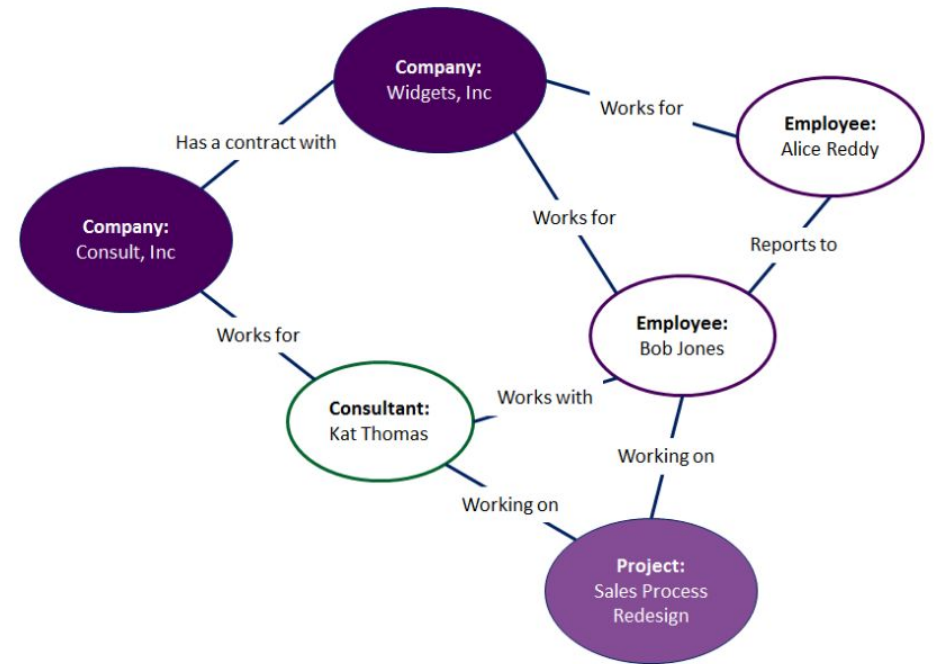 Company:
Widgets, Inc
Works for
Employee:
Alice Reddy
Has a contract with
Company:
Consult, Inc
Works for
Reports to
Employee:
Bob Jones
Works for
Consultant:
Kat Thomas
Works with
Working on
Working on
Project:
Sales Process
Redesign